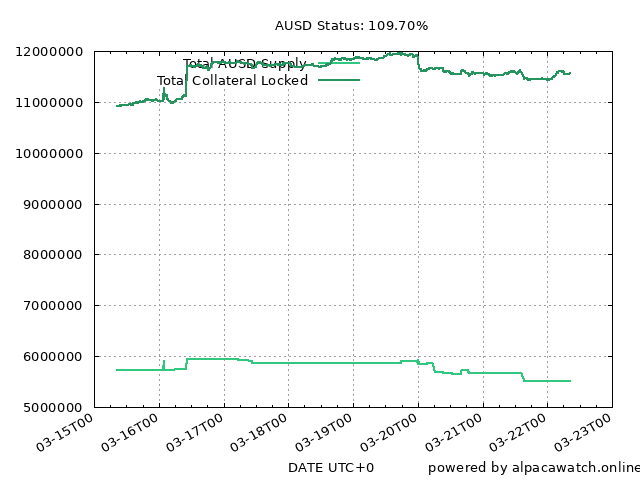 AUSD Status: 109.70%
12000000
Total AUSD Supply
Total Collateral Locked
11000000
10000000
9000000
8000000
7000000
6000000
5000000
03-15T00 03-16T00 03-17T00 03-18T00 03-19T00 03-20T00 03-21T00 03-22T00 03-23T00
DATE UTC+0 powered by alpacawatch.online